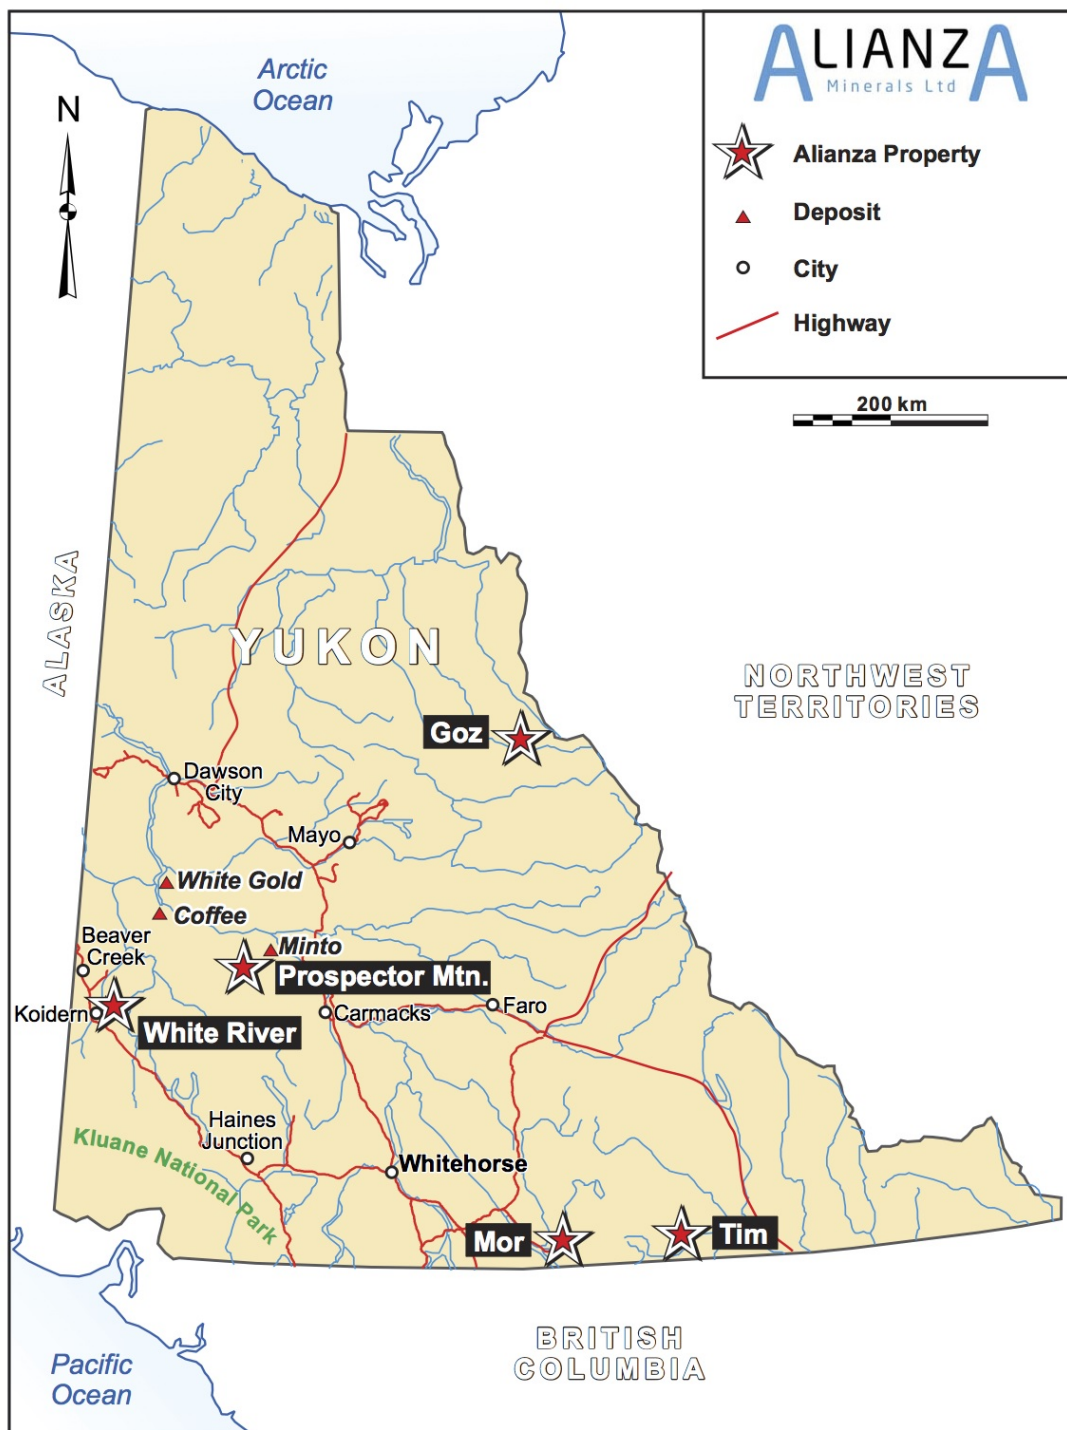 ALIANZA
Minerals Ltd
Alianza Property
Deposit
City
Highway
200 km
N
Arctic
Ocean
ALASKA
YUKON
NORTHWEST
TERRITORIES
Goz
Dawson
City
Mayo
White Gold
Coffee
Beaver
Creek
Minto
Prospector Mtn.
Koidern
White River
Carmacks
Faro
Haines
Junction
Kluane National Park
Whitehorse
Mor
Tim
BRITISH
COLUMBIA
Pacific
Ocean